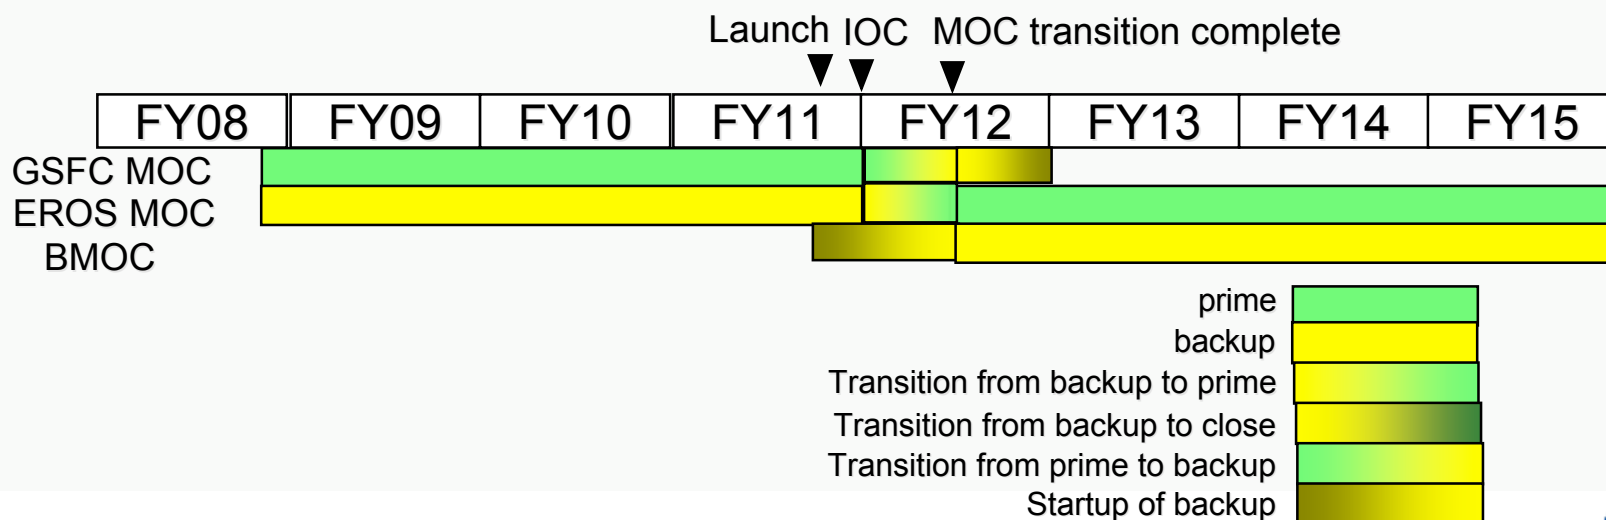 Launch IOC MOC transition complete
FY08 FY09 FY10 FY11 FY12 FY13 FY14 FY15
GSFC MOC
EROS MOC
BMOC
prime
backup
Transition from backup to prime
Transition from backup to close
Transition from prime to backup
Startup of backup